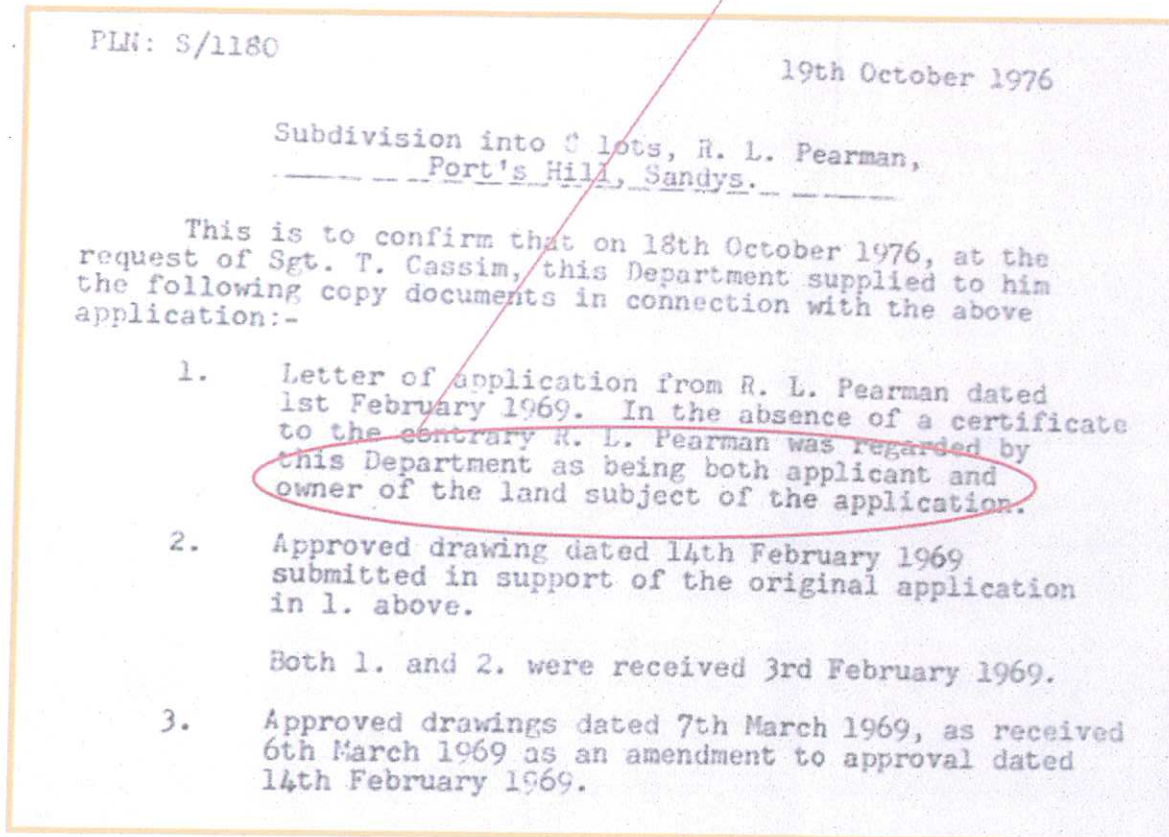 PLN: S/1180
19th October 1976
Subdivision into lots, R. L. Pearman,
Port's Hill, Sandys.
This is to confirm that on 18th October 1976, at the
request of Sgt. T. Cassim, this Department supplied to him
the following copy documents in connection with the above
application:-
1. Letter of application from R. L. Pearman dated
1st February 1969. In the absence of a certificate
to the contrary R. L. Pearman was regarded by
this Department as being both applicant and
owner of the land subject of the application.
2. Approved drawing dated 14th February 1969
submitted in support of the original application
in 1. above.
Both 1. and 2. were received 3rd February 1969.
3. Approved drawings dated 7th March 1969, as received
6th March 1969 as an amendment to approval dated
14th February 1969.